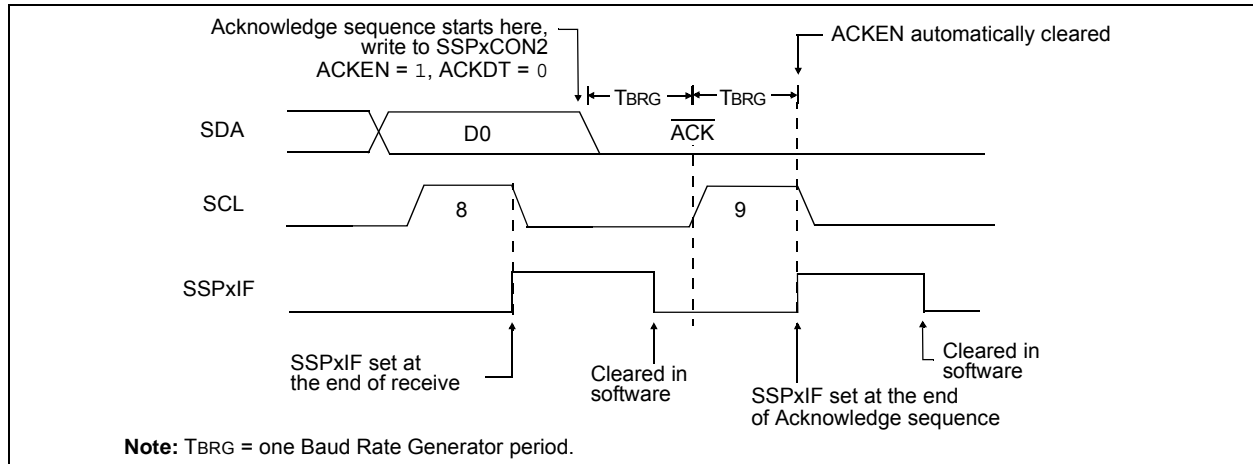 Acknowledge sequence starts here,
write to SSPxCON2
ACKEN = 1, ACKDT = 0
ACKEN automatically cleared
TBRG
TBRG
SDA
D0
ACK
SCL
8
9
SSPxIF
SSPxIF set at
the end of receive
Cleared in
software
SSPxIF set at the end
of Acknowledge sequence
Cleared in
software
Note: TBRG = one Baud Rate Generator period.